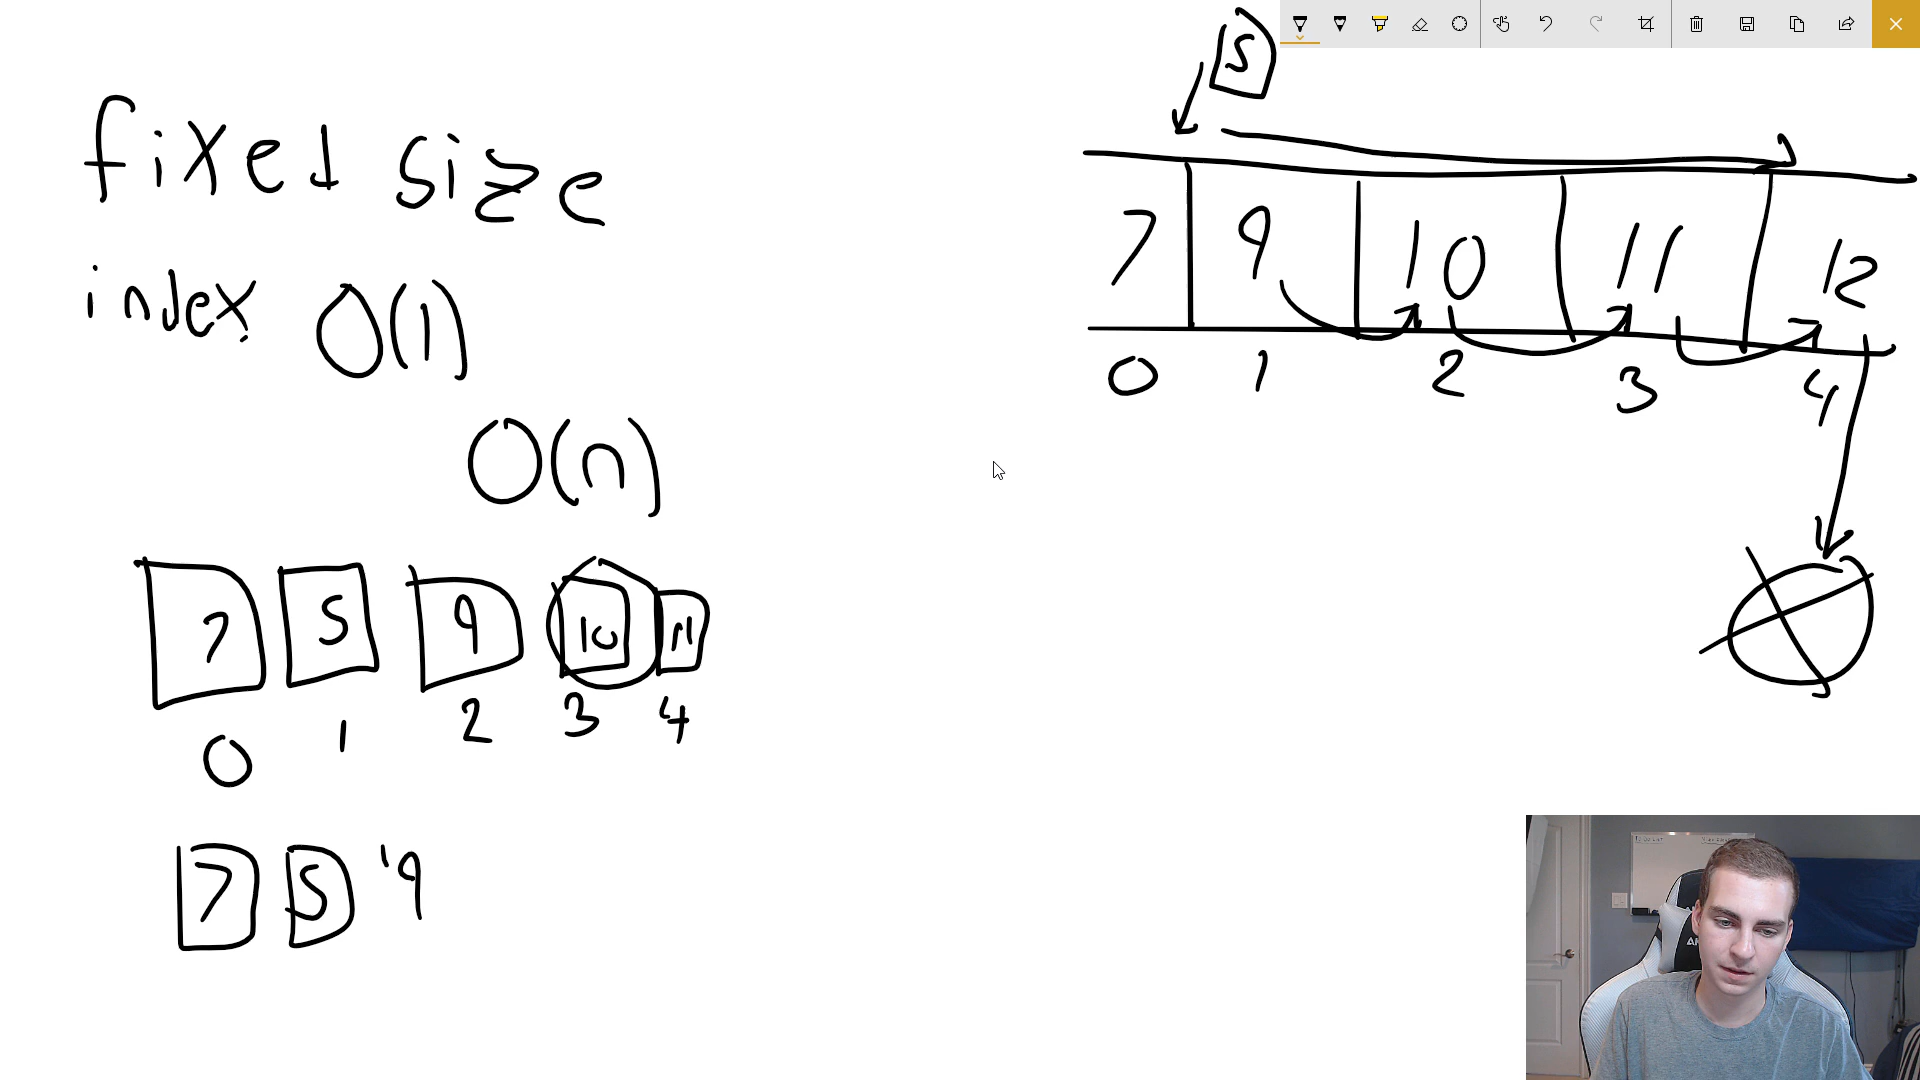 fixed size
index O(1)
O(n)
7 5 9 10 11
0 1 2 3 4
7 5 9
5
7 9 10 11 12
0 1 2 3 4